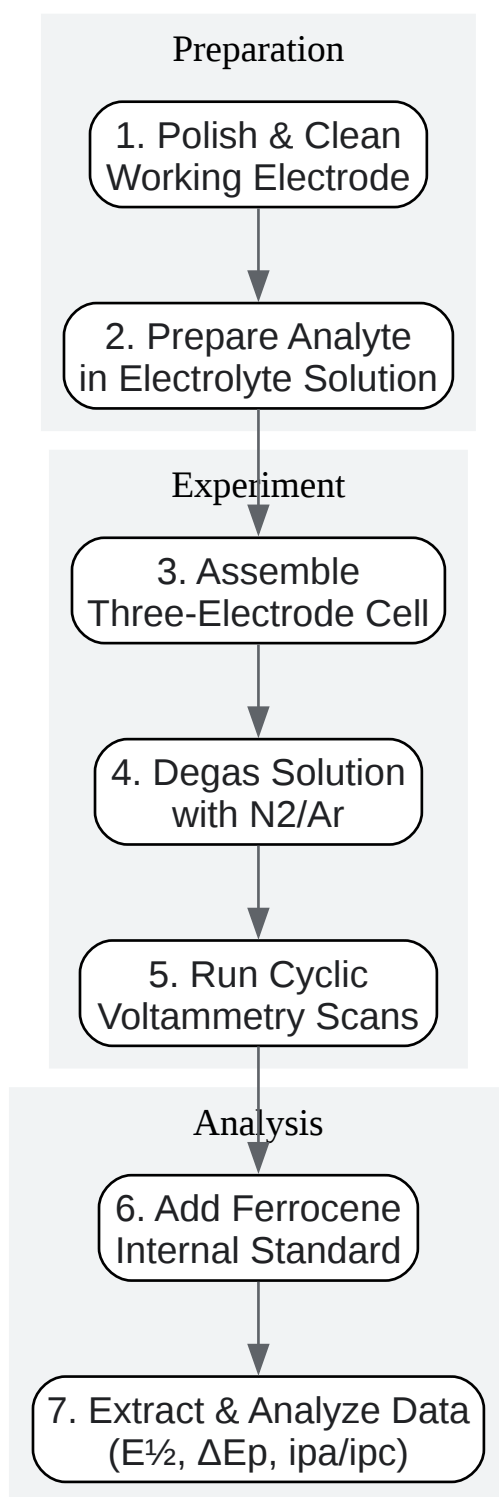 Preparation
1. Polish & Clean
Working Electrode
2. Prepare Analyte
in Electrolyte Solution
Experiment
3. Assemble
Three-Electrode Cell
4. Degas Solution
with N2/Ar
5. Run Cyclic
Voltammetry Scans
Analysis
6. Add Ferrocene
Internal Standard
7. Extract & Analyze Data
(E½, ΔEp, ipa/ipc)